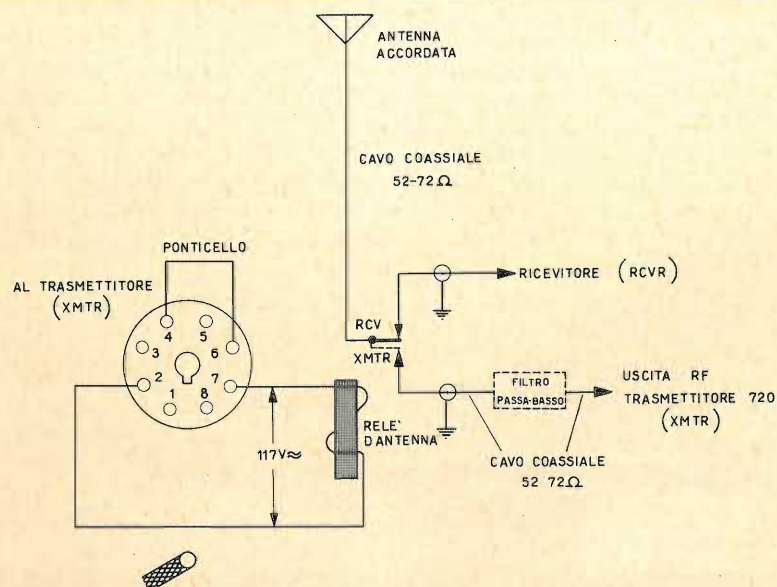 ANTENNA
ACCORDATA
CAVO COASSIALE
52-72Ω
PONTICELLO
AL TRASMETTITORE
(XMTR)
4
5
3
6
2
7
1
8
RICEVITORE (RCVR)
RCV
XMTR
FILTRO
PASSA-BASSO
USCITA RF
TRASMETTITORE 720
(XMTR)
RELE'
D'ANTENNA
117V≈
CAVO COASSIALE
52 72Ω